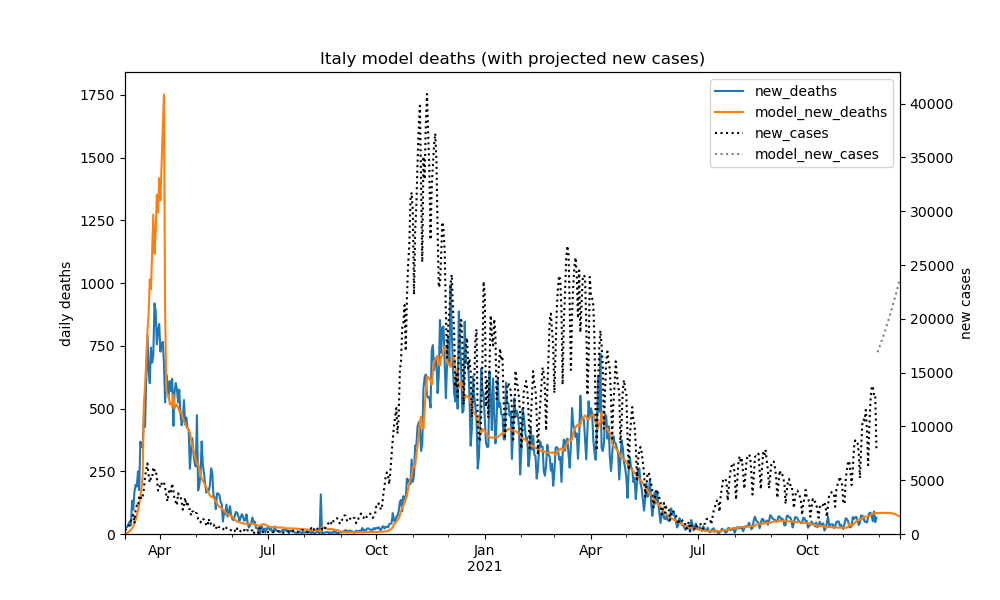 Italy model deaths (with projected new cases)
new_deaths
model_new_deaths
new_cases
model_new_cases
daily deaths
1750
1500
1250
1000
750
500
250
0
new cases
40000
35000
30000
25000
20000
15000
10000
5000
0
Apr Jul Oct Jan Apr Jul Oct
2021